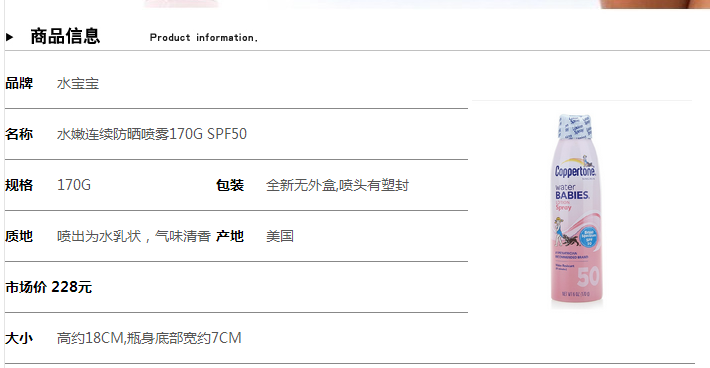 商品信息 Product information.
品牌 水宝宝
名称 水嫩连续防晒喷雾170G SPF50
规格 170G 包装 全新无外盒,喷头有塑封
质地 喷出为水乳状，气味清香 产地 美国
市场价 228元
大小 高约18CM,瓶身底部宽约7CM
Coppertone
water
BABIES
Spray
50